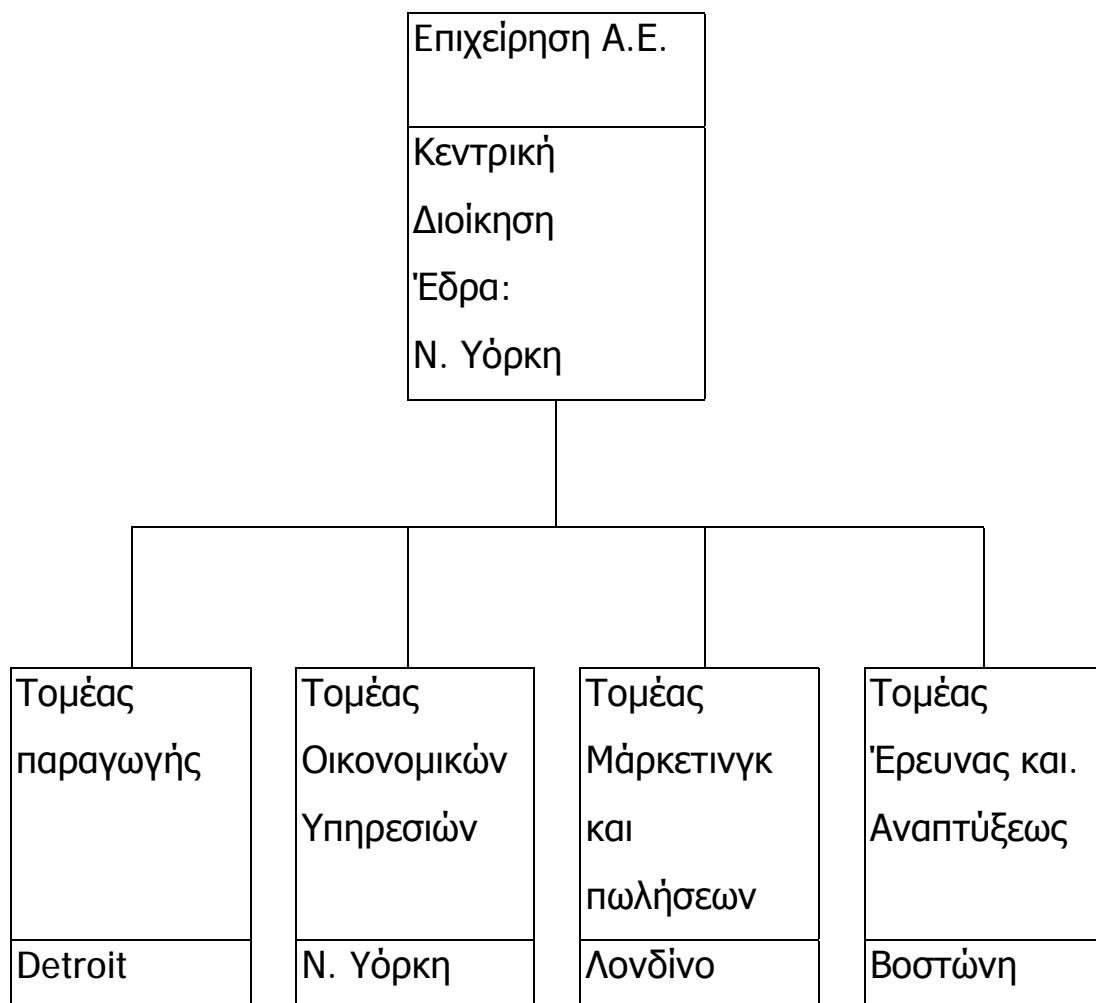 Επιχείρηση Α.Ε.
Κεντρική
Διοίκηση
Έδρα:
Ν. Υόρκη
Τομέας
παραγωγής
Detroit
Τομέας
Οικονομικών
Υπηρεσιών
Ν. Υόρκη
Τομέας
Μάρκετινγκ
και
πωλήσεων
Λονδίνο
Τομέας
Έρευνας και.
Αναπτύξεως
Βοστώνη